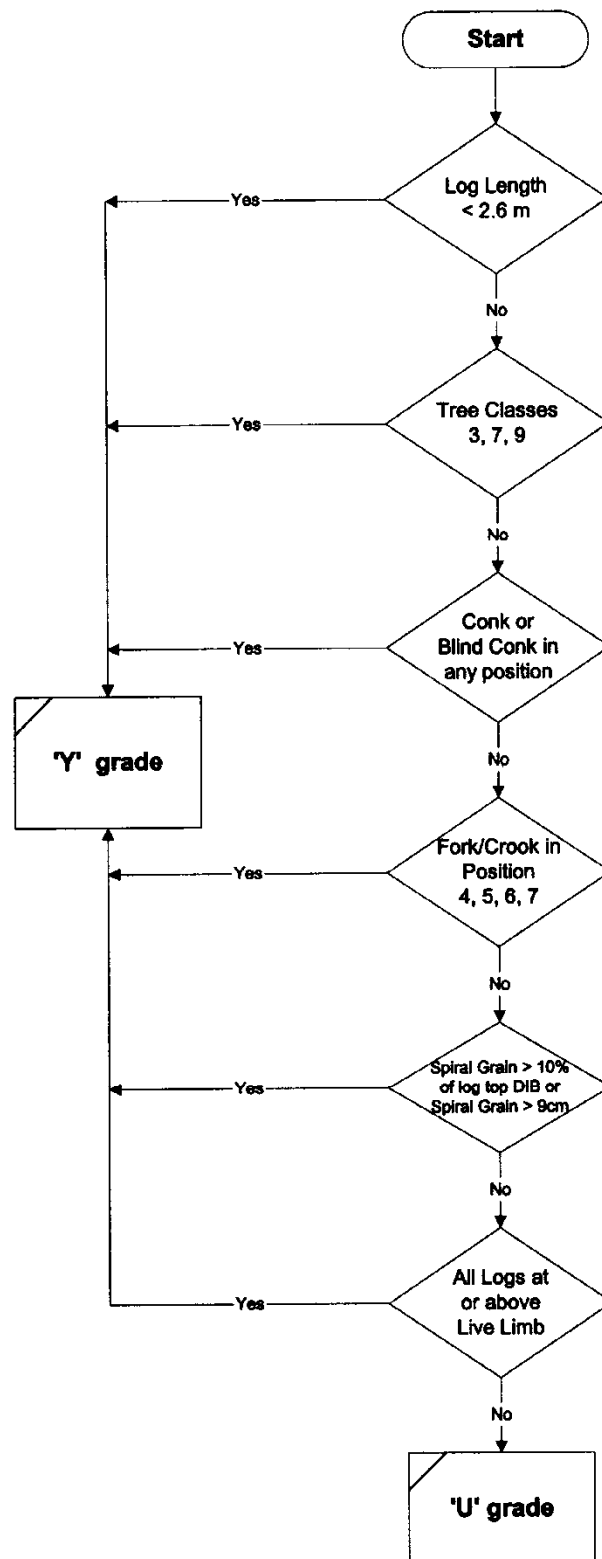 Start
Log Length
< 2.6 m
Yes
No
Tree Classes
3, 7, 9
Yes
No
Conk or
Blind Conk in
any position
Yes
No
'Y' grade
Fork/Crook in
Position
4, 5, 6, 7
Yes
No
Spiral Grain > 10%
of log top DIB or
Spiral Grain > 9cm
Yes
No
All Logs at
or above
Live Limb
Yes
No
'U' grade